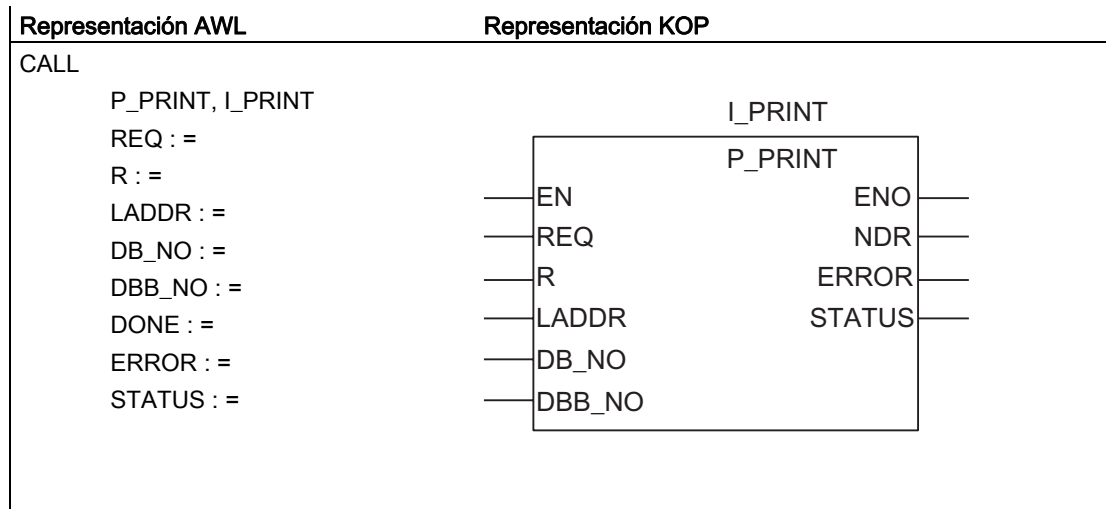 Representación AWL
Representación KOP
CALL
P_PRINT, I_PRINT
REQ : =
R : =
LADDR : =
DB_NO : =
DBB_NO : =
DONE : =
ERROR : =
STATUS : =
I_PRINT
P_PRINT
EN ENO
REQ NDR
R ERROR
LADDR STATUS
DB_NO
DBB_NO